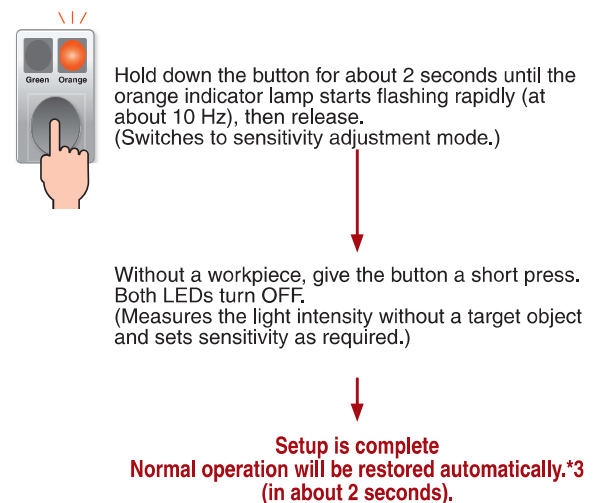 Green Orange
Hold down the button for about 2 seconds until the
orange indicator lamp starts flashing rapidly (at
about 10 Hz), then release.
(Switches to sensitivity adjustment mode.)
Without a workpiece, give the button a short press.
Both LEDs turn OFF.
(Measures the light intensity without a target object
and sets sensitivity as required.)
Setup is complete
Normal operation will be restored automatically.*3
(in about 2 seconds).